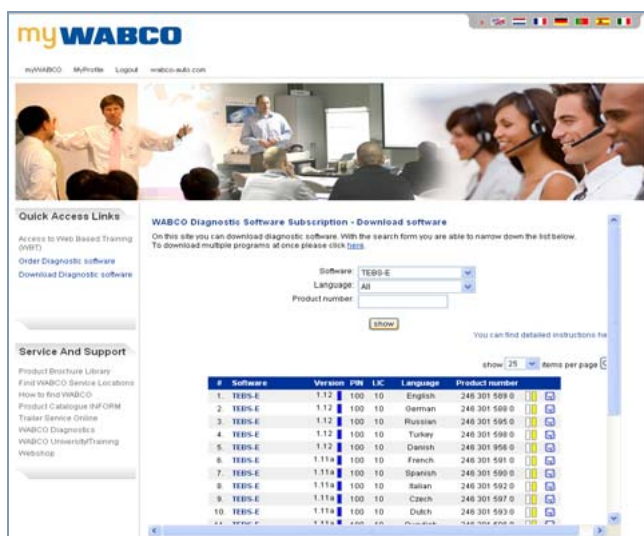 myWABCO
myWABCO MyProfile Logout wabco-auto.com
Quick Access Links
Access to Web Based Training
(WBT)
Order Diagnostic software
Download Diagnostic software
Service And Support
Product Brochure Library
Find WABCO Service Locations
How to find WABCO
Product Catalogue INFORM
Trailer Service Online
WABCO Diagnostics
WABCO University/Training
Webshop
WABCO Diagnostic Software Subscription - Download software
On this site you can download diagnostic software. With the search form you are able to narrow down the list below.
To download multiple programs at once please click here.
Software: TEBS-E
Language: All
Product number:
show
You can find detailed instructions he
show 25 items per page
# Software Version PIN LIC Language Product number
1. TEBS-E 1.12 100 10 English 246 301 589 0
2. TEBS-E 1.12 100 10 German 246 301 588 0
3. TEBS-E 1.12 100 10 Russian 246 301 595 0
4. TEBS-E 1.12 100 10 Turkey 246 301 598 0
5. TEBS-E 1.12 100 10 Danish 246 301 956 0
6. TEBS-E 1.11a 100 10 French 246 301 591 0
7. TEBS-E 1.11a 100 10 Spanish 246 301 590 0
8. TEBS-E 1.11a 100 10 Italian 246 301 592 0
9. TEBS-E 1.11a 100 10 Czech 246 301 597 0
10. TEBS-E 1.11a 100 10 Dutch 246 301 593 0